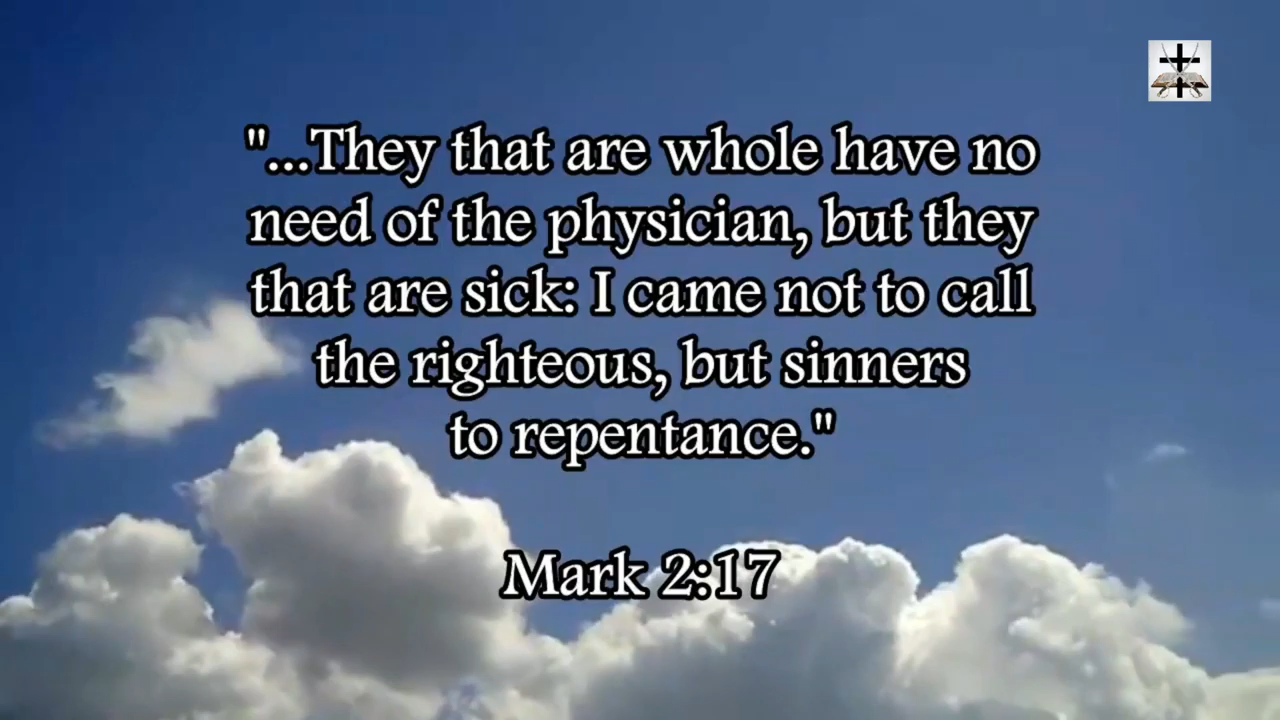 "...They that are whole have no
need of the physician, but they
that are sick: I came not to call
the righteous, but sinners
to repentance."
Mark 2:17